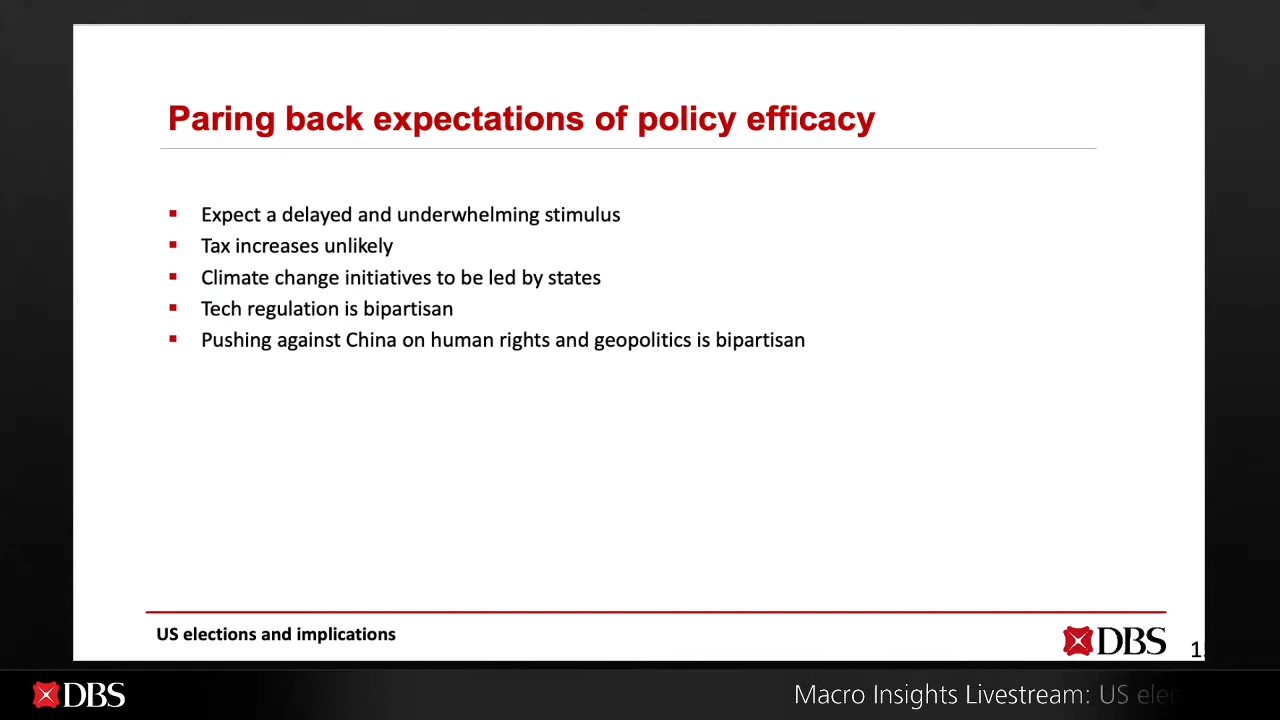 Paring back expectations of policy efficacy
Expect a delayed and underwhelming stimulus
Tax increases unlikely
Climate change initiatives to be led by states
Tech regulation is bipartisan
Pushing against China on human rights and geopolitics is bipartisan
US elections and implications
DBS
DBS
Macro Insights Livestream: US elec